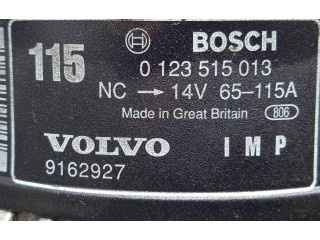 115 BOSCH
0 123 515 013
NC → 14V 65-115A
Made in Great Britain 806
VOLVO IMP
9162927